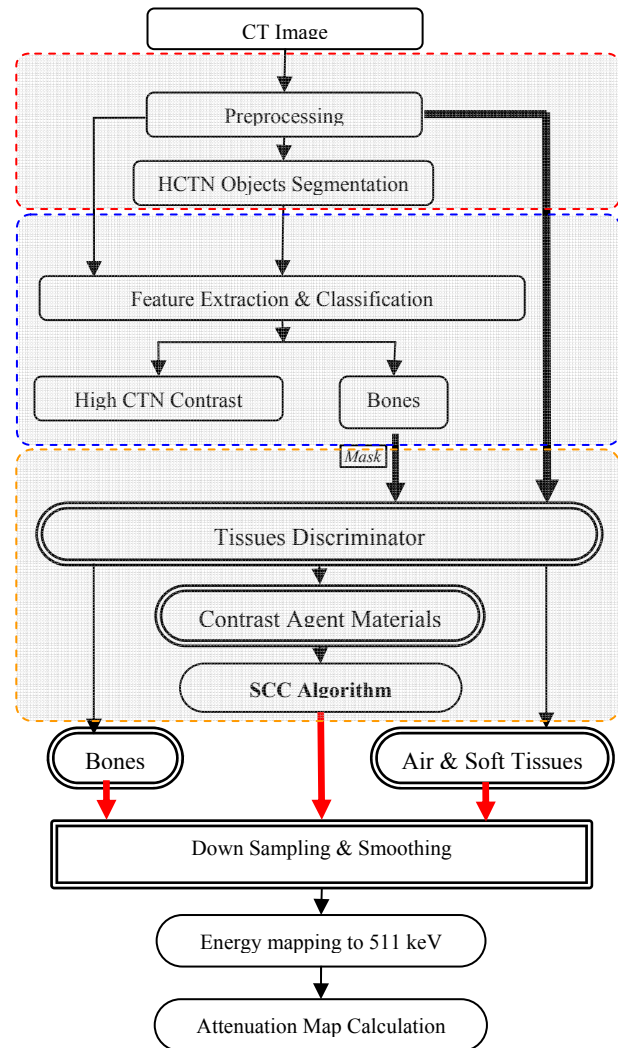 CT Image
Preprocessing
HCTN Objects Segmentation
Feature Extraction & Classification
High CTN Contrast
Bones
Mask
Tissues Discriminator
Contrast Agent Materials
SCC Algorithm
Bones
Air & Soft Tissues
Down Sampling & Smoothing
Energy mapping to 511 keV
Attenuation Map Calculation